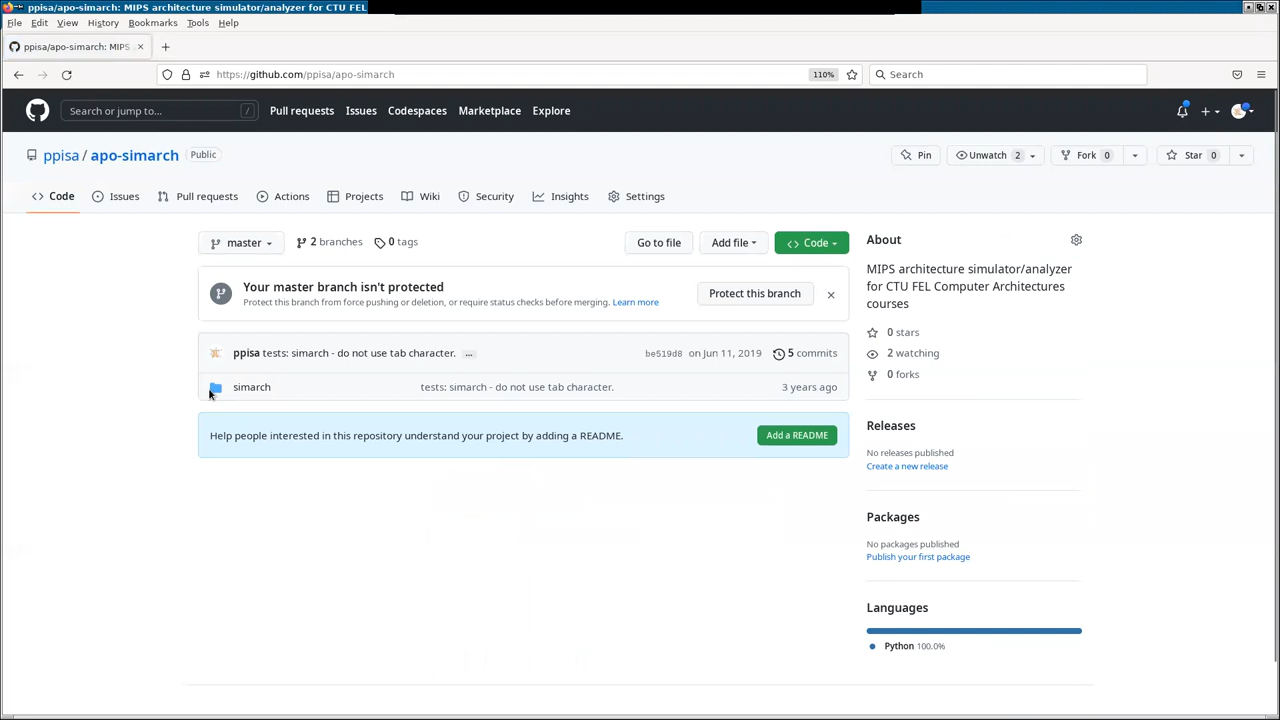 ppisa/apo-simarch: MIPS architecture simulator/analyzer for CTU FEL
File Edit View History Bookmarks Tools Help
ppisa/apo-simarch: MIPS
https://github.com/ppisa/apo-simarch 110% Search
Search or jump to... / Pull requests Issues Codespaces Marketplace Explore
ppisa / apo-simarch Public Pin Unwatch 2 Fork 0 Star 0
Code Issues Pull requests Actions Projects Wiki Security Insights Settings
master 2 branches 0 tags Go to file Add file Code
Your master branch isn't protected
Protect this branch from force pushing or deletion, or require status checks before merging. Learn more
Protect this branch
ppisa tests: simarch - do not use tab character. ... be519d8 on Jun 11, 2019 5 commits
simarch tests: simarch - do not use tab character. 3 years ago
Help people interested in this repository understand your project by adding a README. Add a README
About
MIPS architecture simulator/analyzer
for CTU FEL Computer Architectures
courses
0 stars
2 watching
0 forks
Releases
No releases published
Create a new release
Packages
No packages published
Publish your first package
Languages
Python 100.0%